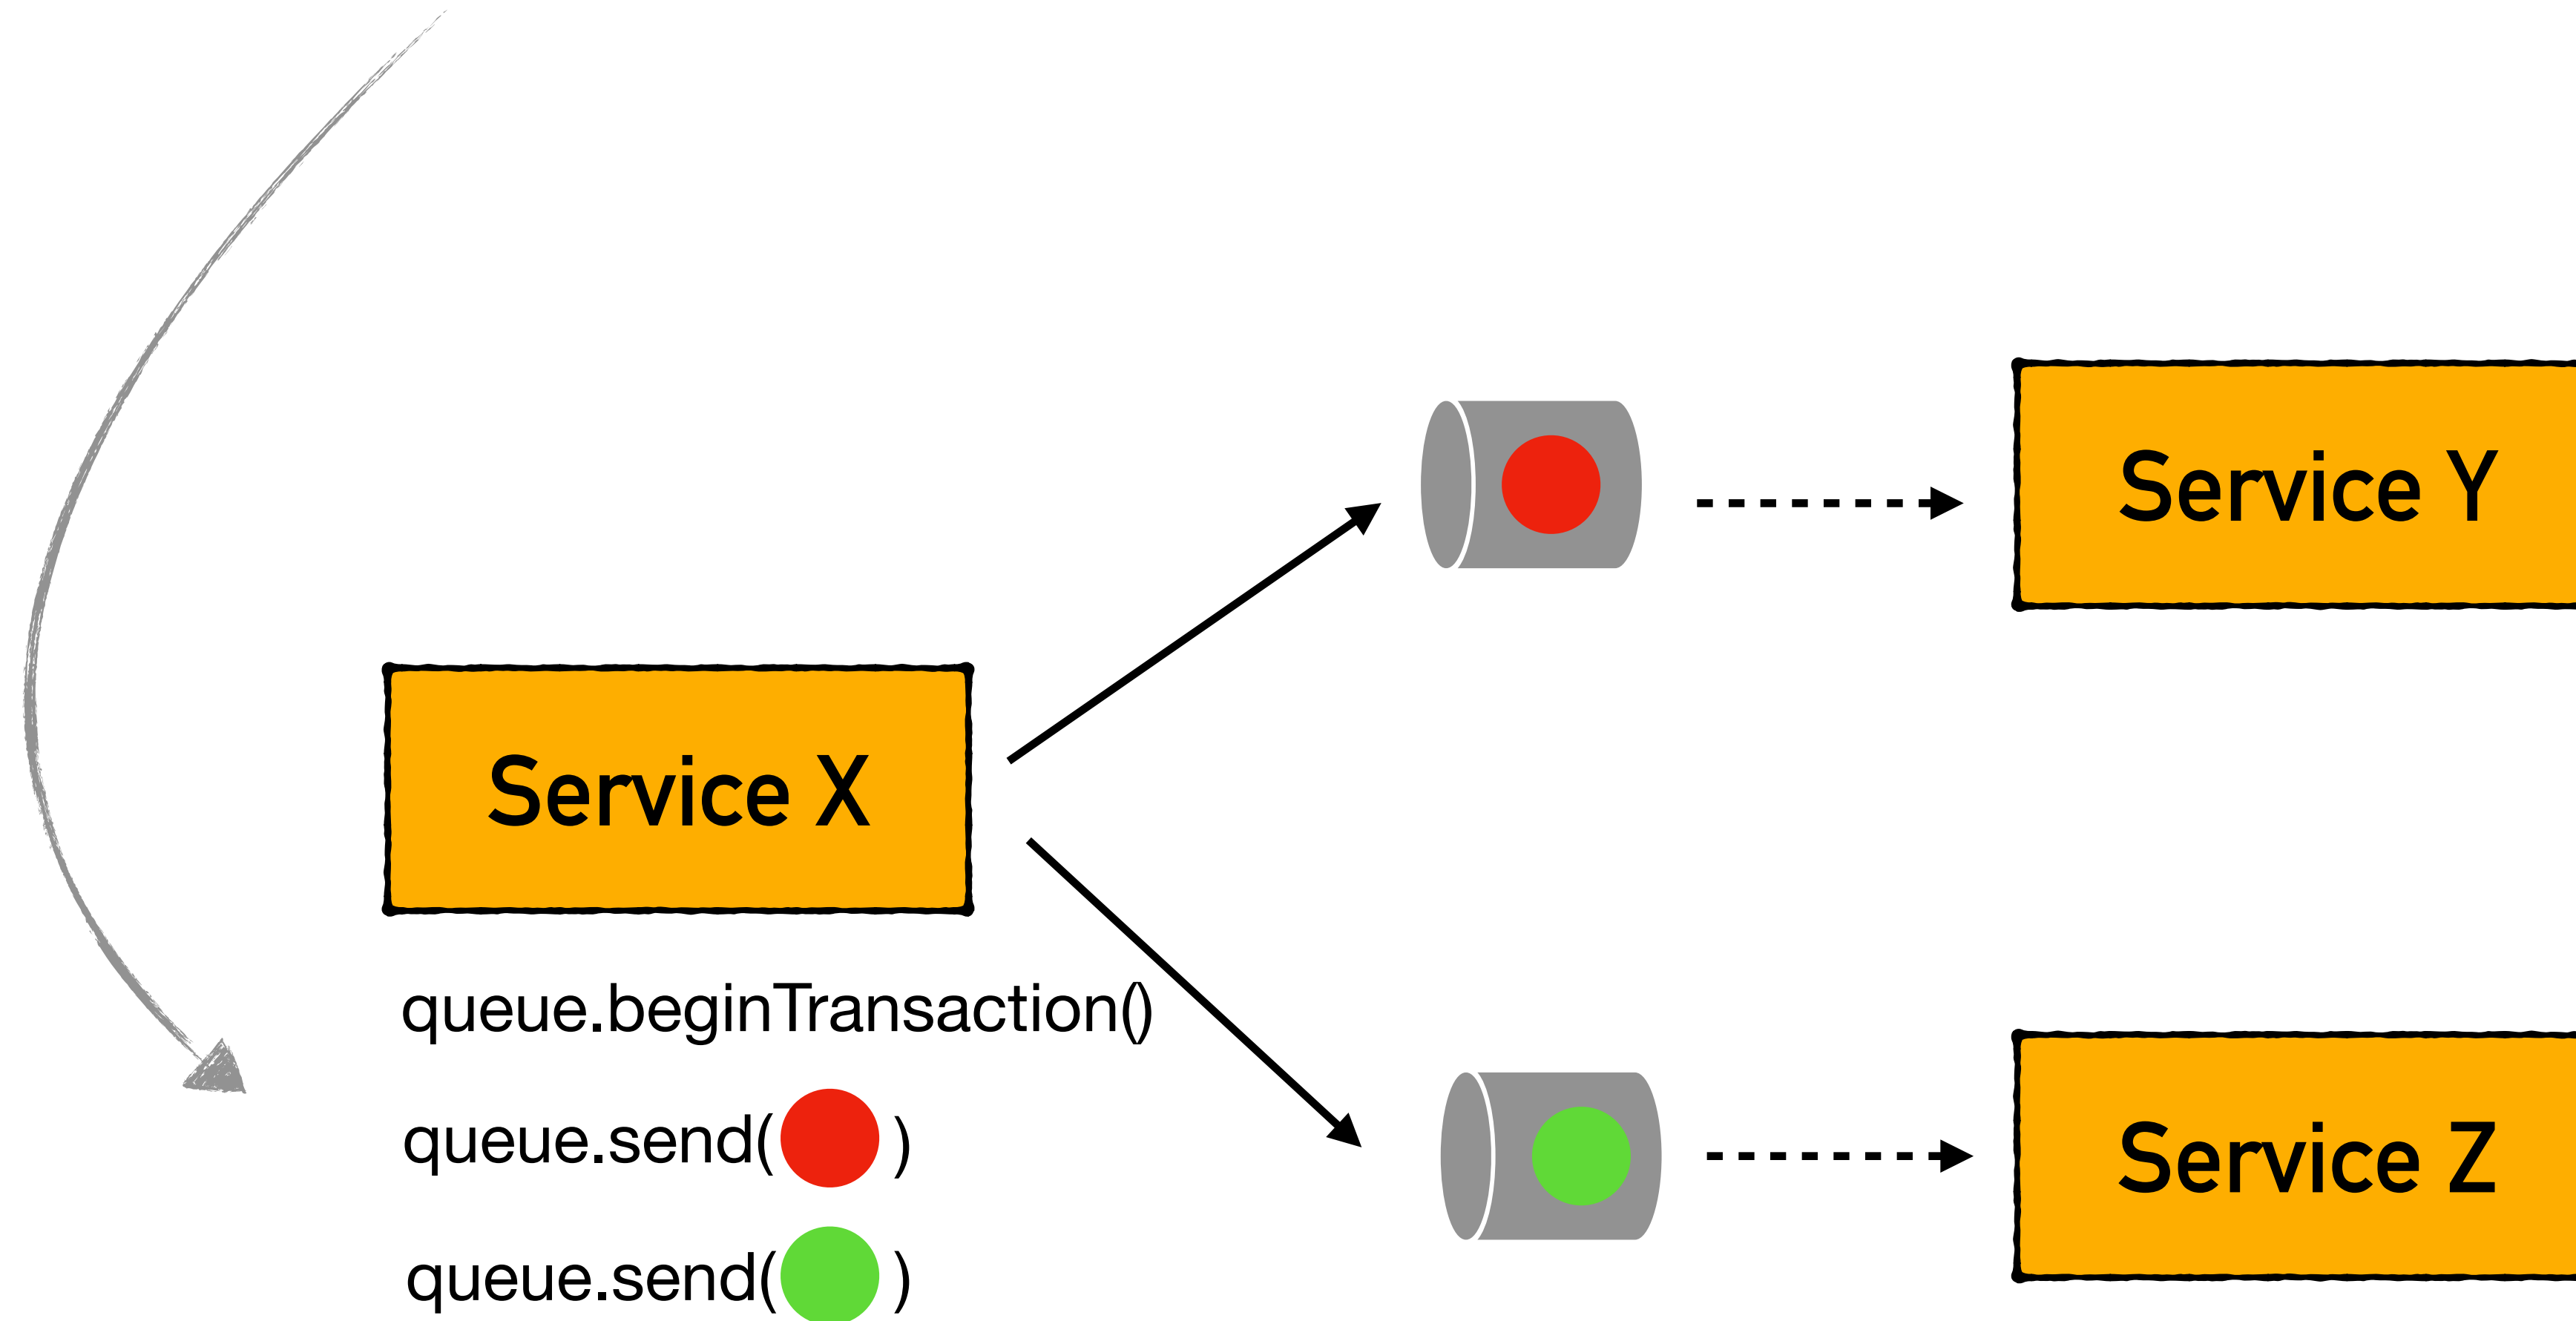 Service Y
Service X
queue.beginTransaction()
queue.send( )
queue.send( )
Service Z